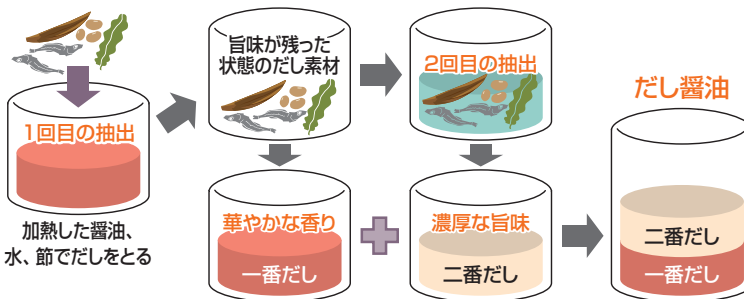 1回目の抽出
加熱した醤油、
水、節でだしをとる
旨味が残った
状態のだし素材
2回目の抽出
華やかな香り
一番だし
濃厚な旨味
二番だし
だし醤油
二番だし
一番だし